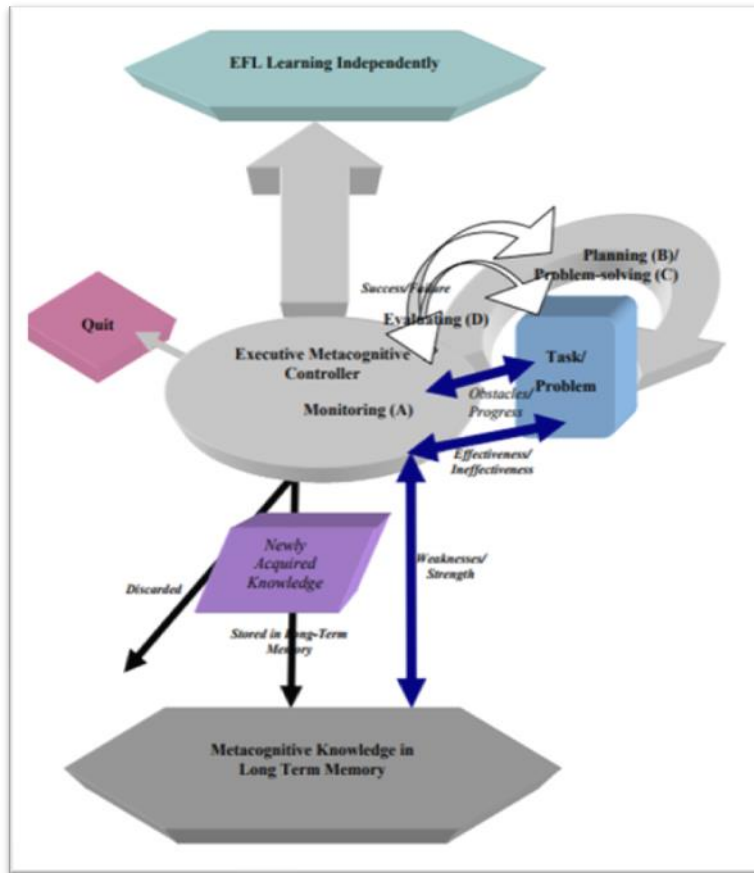 EFL Learning Independently
Planning (B)/
Problem-solving (C)
Success/Failure
Evaluating (D)
Quit
Executive Metacognitive
Controller
Task/
Problem
Monitoring (A)
Obstacles/
Progress
Effectiveness/
Ineffectiveness
Newly
Acquired
Knowledge
Weaknesses/
Strength
Discarded
Stored in Long-Term
Memory
Metacognitive Knowledge in
Long Term Memory